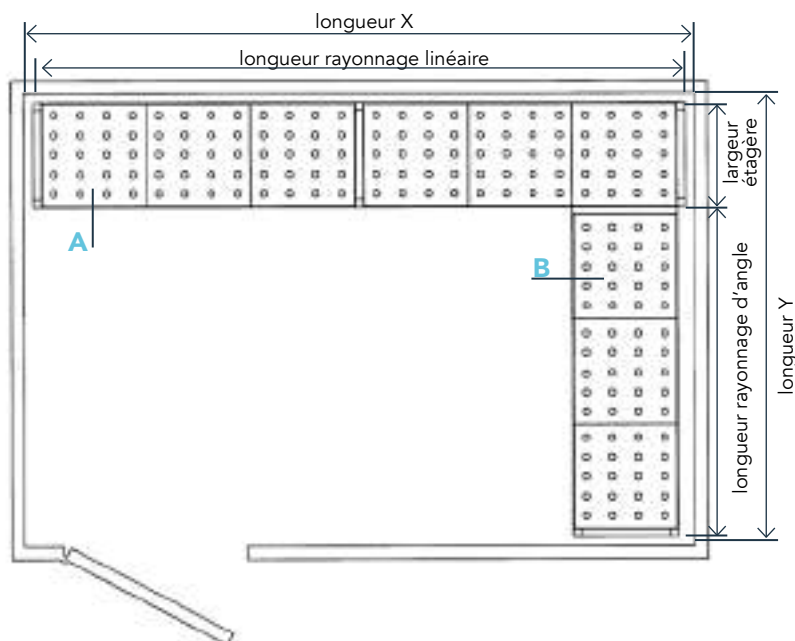 longueur X
longueur rayonnage linéaire
largeur
étagère
A
B
longueur rayonnage d'angle
longueur Y